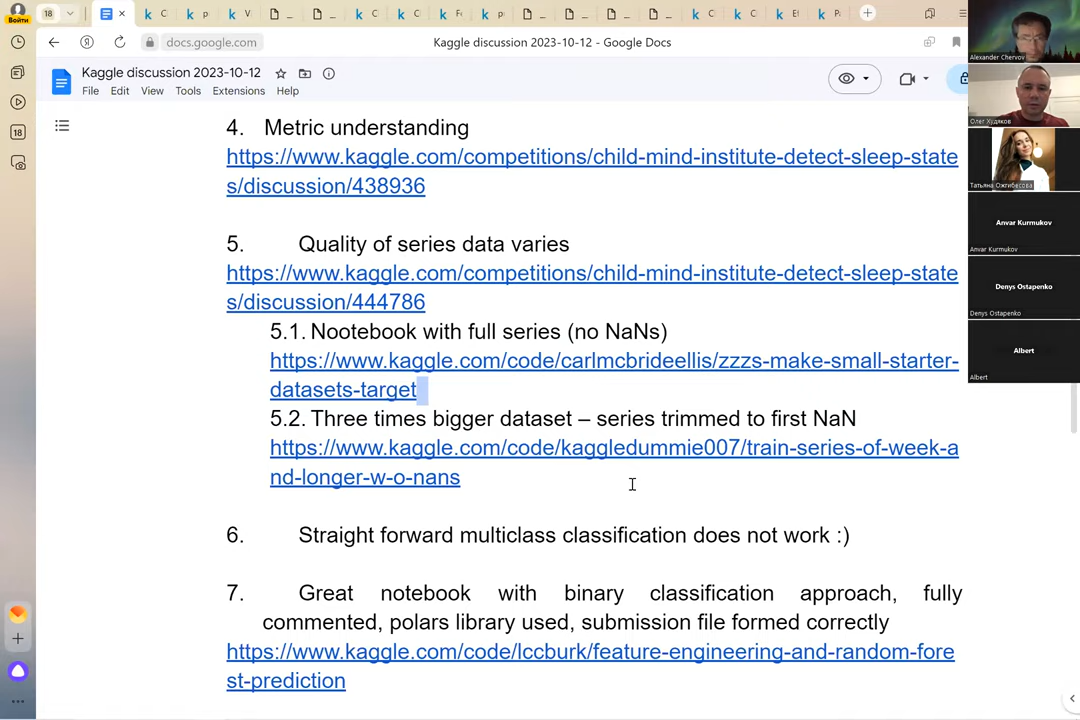 18
docs.google.com
Kaggle discussion 2023-10-12 - Google Docs
Войти
Kaggle discussion 2023-10-12
File Edit View Tools Extensions Help
18
4. Metric understanding
https://www.kaggle.com/competitions/child-mind-institute-detect-sleep-state
s/discussion/438936
5. Quality of series data varies
https://www.kaggle.com/competitions/child-mind-institute-detect-sleep-state
s/discussion/444786
5.1. Nootebook with full series (no NaNs)
https://www.kaggle.com/code/carlmcbrideellis/zzzs-make-small-starter-
datasets-target
5.2. Three times bigger dataset – series trimmed to first NaN
https://www.kaggle.com/code/kaggledummie007/train-series-of-week-a
nd-longer-w-o-nans
6. Straight forward multiclass classification does not work :)
7. Great notebook with binary classification approach, fully
commented, polars library used, submission file formed correctly
https://www.kaggle.com/code/lccburk/feature-engineering-and-random-fore
st-prediction
Alexander Chervov
Олег Худяков
Татьяна Ожгибесова
Anvar Kurmukov
Anvar Kurmukov
Denys Ostapenko
Denys Ostapenko
Albert
Albert